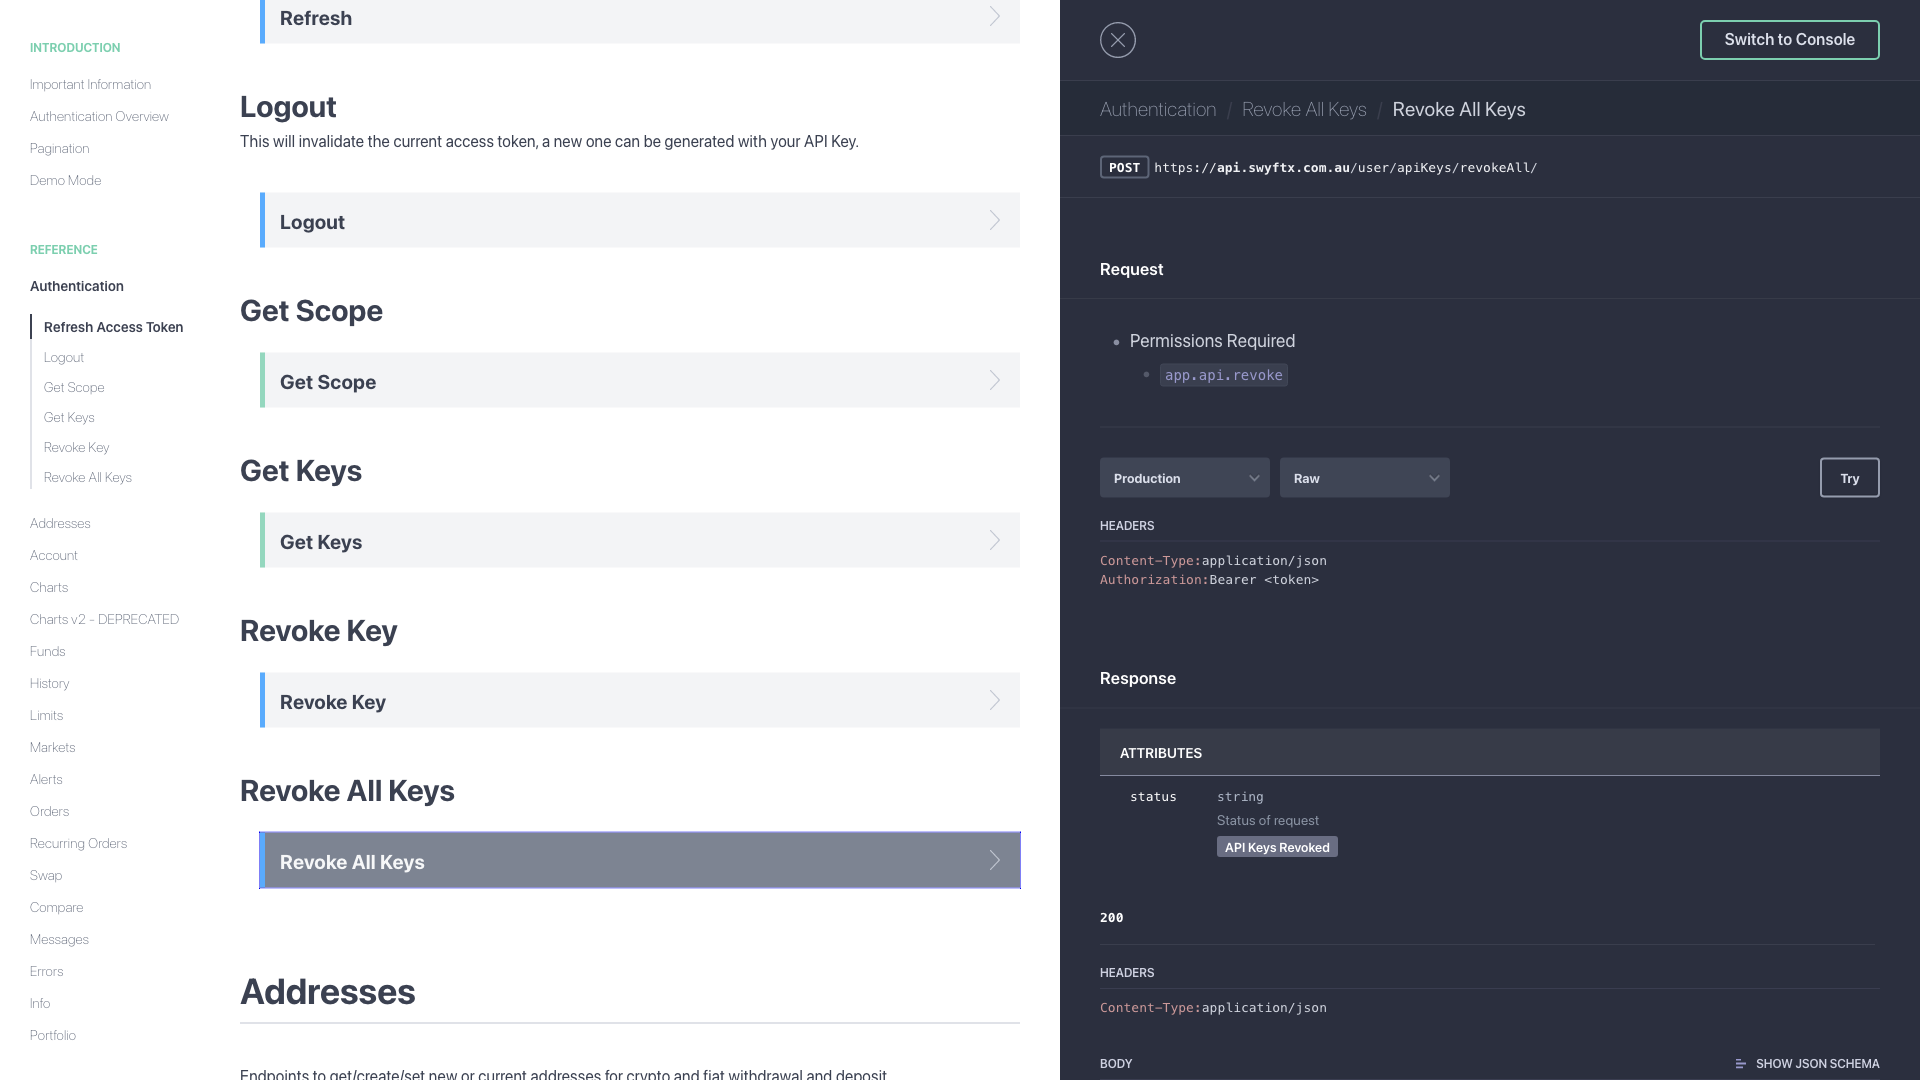 INTRODUCTION
Important Information
Authentication Overview
Pagination
Demo Mode
REFERENCE
Authentication
Refresh Access Token
Logout
Get Scope
Get Keys
Revoke Key
Revoke All Keys
Addresses
Account
Charts
Charts v2 - DEPRECATED
Funds
History
Limits
Markets
Alerts
Orders
Recurring Orders
Swap
Compare
Messages
Errors
Info
Portfolio
Refresh
Logout
This will invalidate the current access token, a new one can be generated with your API Key.
Logout
Get Scope
Get Scope
Get Keys
Get Keys
Revoke Key
Revoke Key
Revoke All Keys
Revoke All Keys
Addresses
Endpoints to get/create/set new or current addresses for crypto and fiat withdrawal and deposit
Switch to Console
Authentication / Revoke All Keys / Revoke All Keys
POST https://api.swyftx.com.au/user/apiKeys/revokeAll/
Request
Permissions Required
app.api.revoke
Production Raw Try
HEADERS
Content-Type:application/json
Authorization:Bearer <token>
Response
ATTRIBUTES
status string
Status of request
API Keys Revoked
200
HEADERS
Content-Type:application/json
BODY SHOW JSON SCHEMA